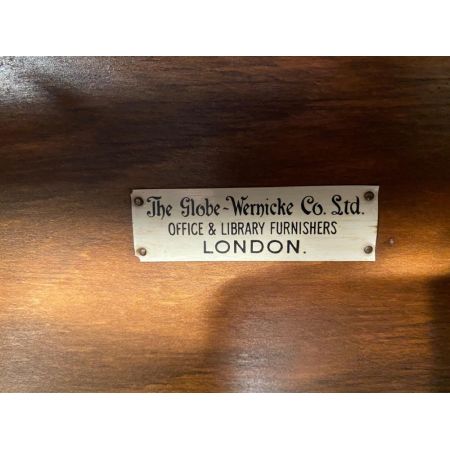 The Globe-Wernicke Co. Ltd.
OFFICE & LIBRARY FURNISHERS
LONDON.